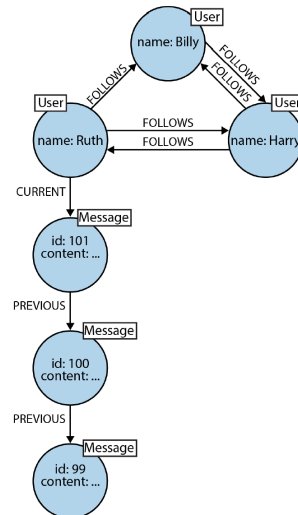 User
name: Billy
FOLLOWS
FOLLOWS
FOLLOWS
User
User
name: Ruth
FOLLOWS
FOLLOWS
name: Harry
CURRENT
Message
id: 101
content: ...
PREVIOUS
Message
id: 100
content: ...
PREVIOUS
Message
id: 99
content: ...